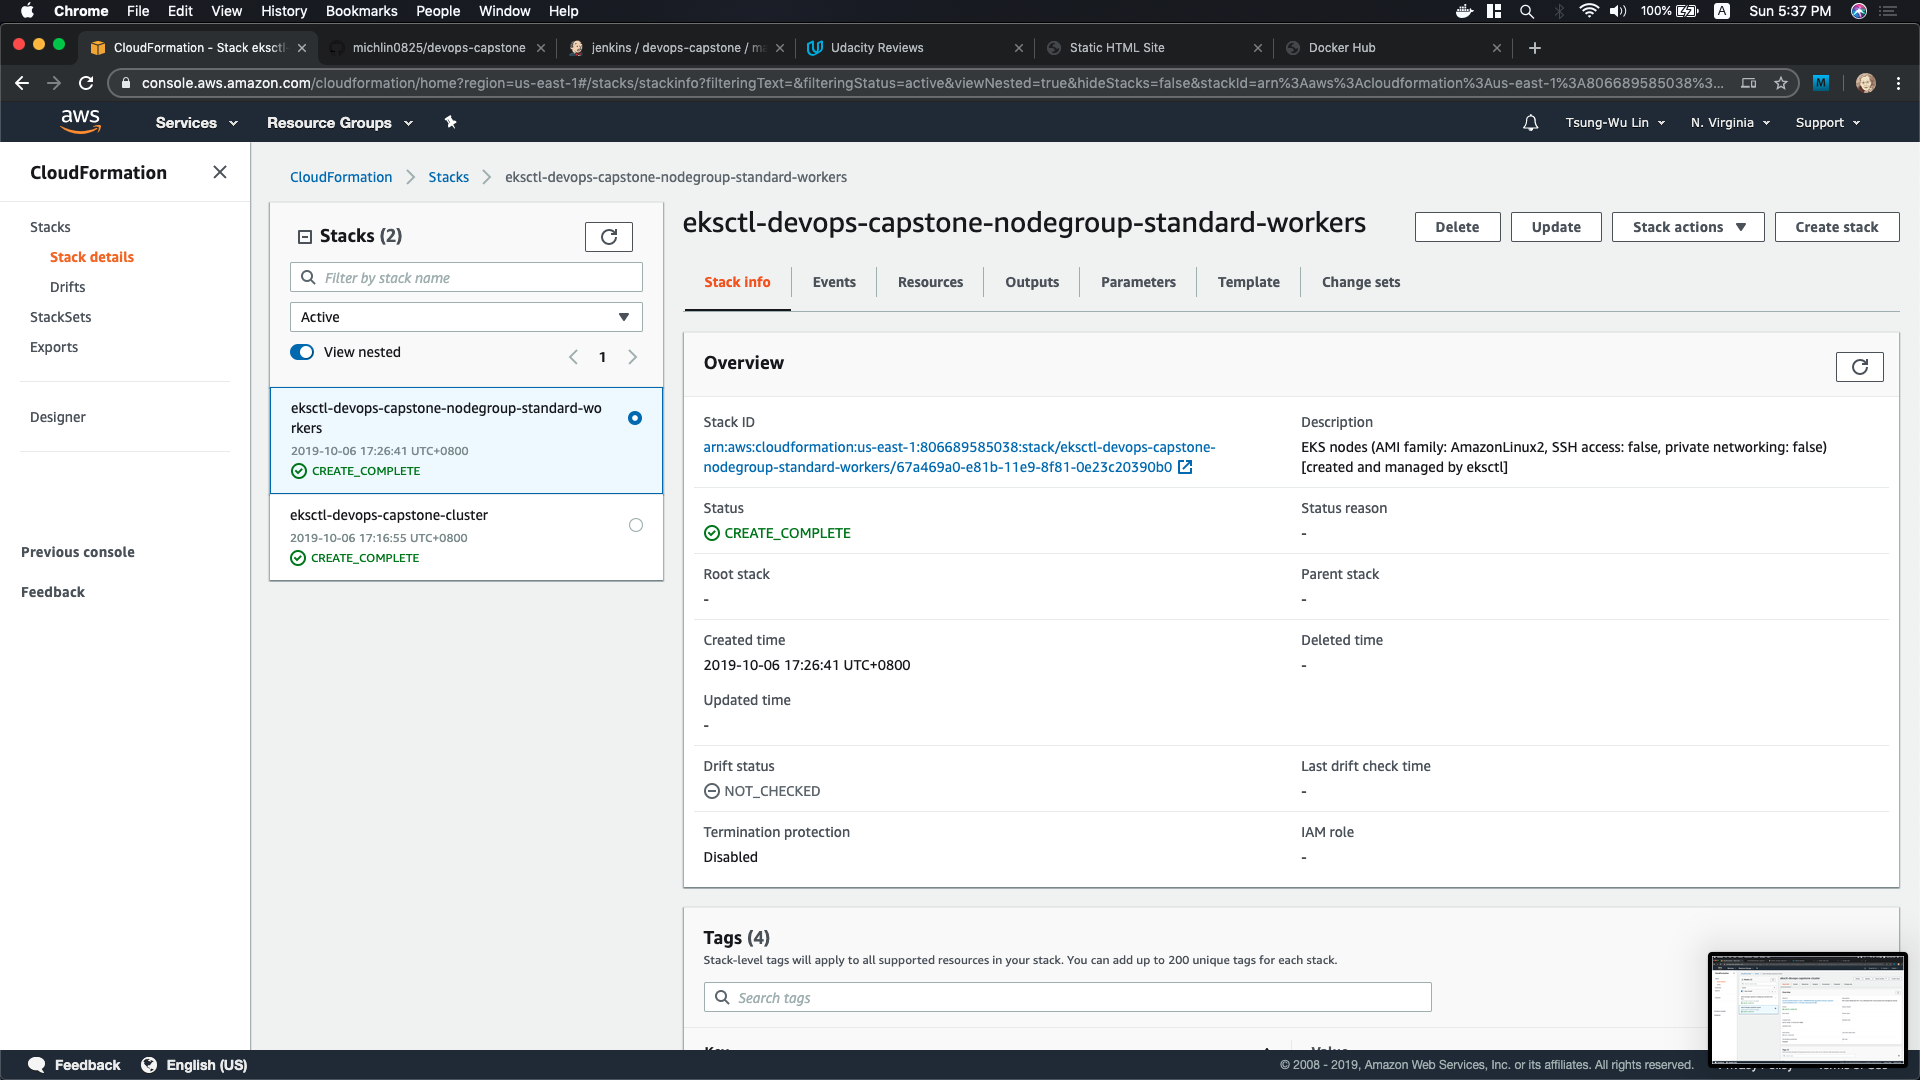 Chrome File Edit View History Bookmarks People Window Help
100% A Sun 5:37 PM
CloudFormation - Stack eksctl-
michlin0825/devops-capstone
jenkins / devops-capstone / ma
Udacity Reviews
Static HTML Site
Docker Hub
console.aws.amazon.com/cloudformation/home?region=us-east-1#/stacks/stackinfo?filteringText=&filteringStatus=active&viewNested=true&hideStacks=false&stackId=arn%3Aaws%3Acloudformation%3Aus-east-1%3A806689585038%3...
M
aws Services Resource Groups Tsung-Wu Lin N. Virginia Support
CloudFormation
Stacks
Stack details
Drifts
StackSets
Exports
Designer
Previous console
Feedback
CloudFormation Stacks eksctl-devops-capstone-nodegroup-standard-workers
Stacks (2)
Filter by stack name
Active
View nested
1
eksctl-devops-capstone-nodegroup-standard-wo
rkers
2019-10-06 17:26:41 UTC+0800
CREATE_COMPLETE
eksctl-devops-capstone-cluster
2019-10-06 17:16:55 UTC+0800
CREATE_COMPLETE
eksctl-devops-capstone-nodegroup-standard-workers
Delete Update Stack actions Create stack
Stack info Events Resources Outputs Parameters Template Change sets
Overview
Stack ID
arn:aws:cloudformation:us-east-1:806689585038:stack/eksctl-devops-capstone-
nodegroup-standard-workers/67a469a0-e81b-11e9-8f81-0e23c20390b0
Description
EKS nodes (AMI family: AmazonLinux2, SSH access: false, private networking: false)
[created and managed by eksctl]
Status
CREATE_COMPLETE
Status reason
-
Root stack
-
Parent stack
-
Created time
2019-10-06 17:26:41 UTC+0800
Deleted time
-
Updated time
-
Drift status
NOT_CHECKED
Last drift check time
-
Termination protection
Disabled
IAM role
-
Tags (4)
Stack-level tags will apply to all supported resources in your stack. You can add up to 200 unique tags for each stack.
Search tags
Key Value
Feedback English (US)
© 2008 - 2019, Amazon Web Services, Inc. or its affiliates. All rights reserved.